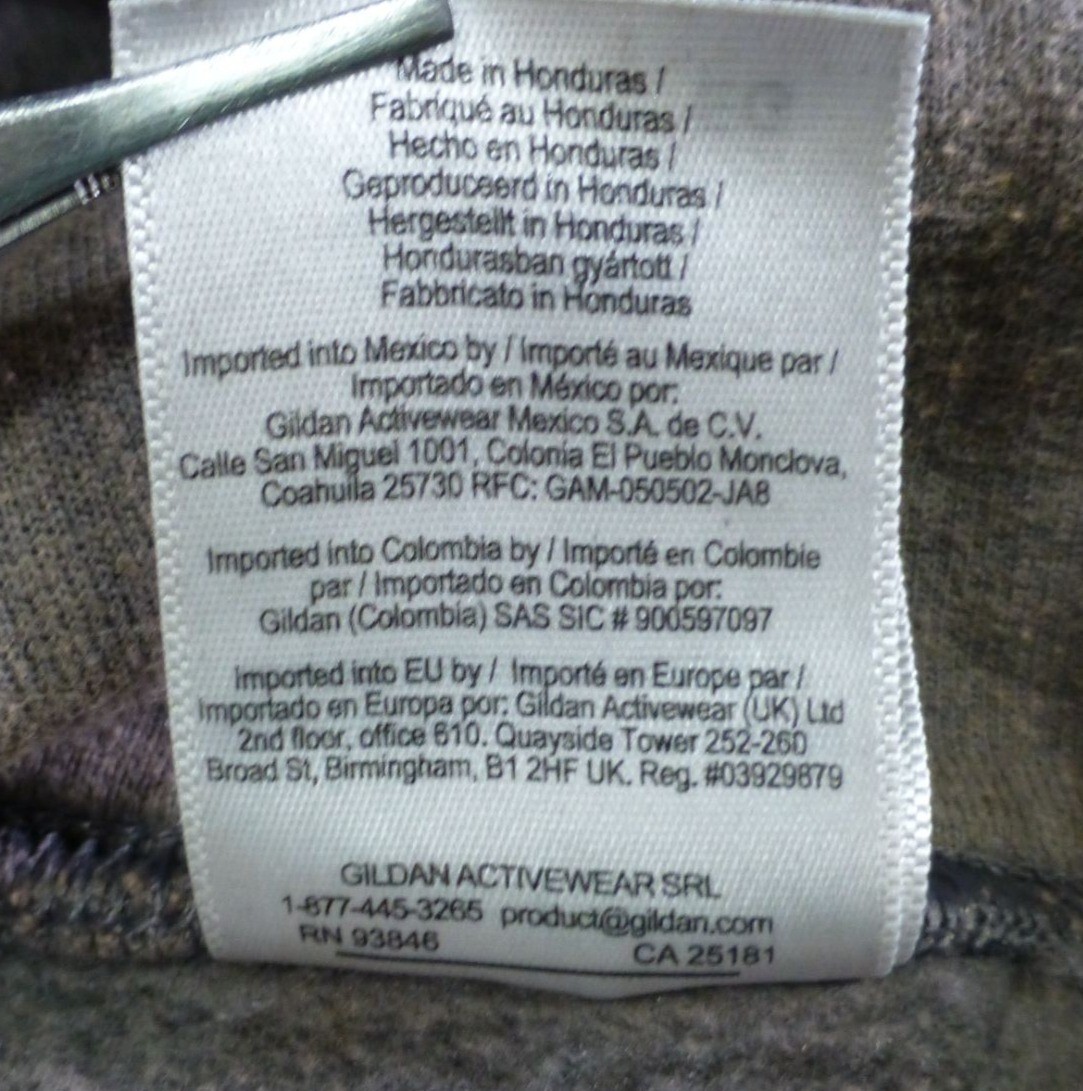 Made in Honduras /
Fabriqué au Honduras /
Hecho en Honduras /
Geproduceerd in Honduras /
Hergestellt in Honduras /
Hondurasban gyártott /
Fabbricato in Honduras
Imported into Mexico by / Importé au Mexique par /
Importado en México por:
Gildan Activewear Mexico S.A. de C.V.
Calle San Miguel 1001, Colonia El Pueblo Monclova,
Coahuila 25730 RFC: GAM-050502-JA8
Imported into Colombia by / Importé en Colombie
par / Importado en Colombia por:
Gildan (Colombia) SAS SIC # 900597097
Imported into EU by / Importé en Europe par /
Importado en Europa por: Gildan Activewear (UK) Ltd
2nd floor, office 610. Quayside Tower 252-260
Broad St, Birmingham, B1 2HF UK. Reg. #03929879
GILDAN ACTIVEWEAR SRL
1-877-445-3265 product@gildan.com
RN 93846 CA 25181